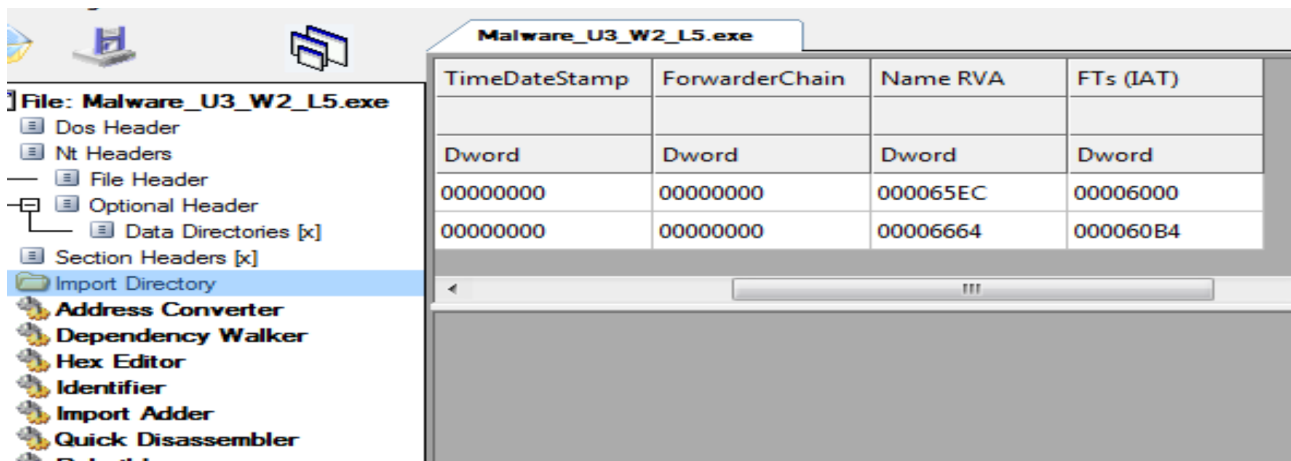 Malware_U3_W2_L5.exe
File: Malware_U3_W2_L5.exe
Dos Header
Nt Headers
File Header
Optional Header
Data Directories [x]
Section Headers [x]
Import Directory
Address Converter
Dependency Walker
Hex Editor
Identifier
Import Adder
Quick Disassembler
TimeDateStamp ForwarderChain Name RVA FTs (IAT)
Dword Dword Dword Dword
00000000 00000000 000065EC 00006000
00000000 00000000 00006664 000060B4